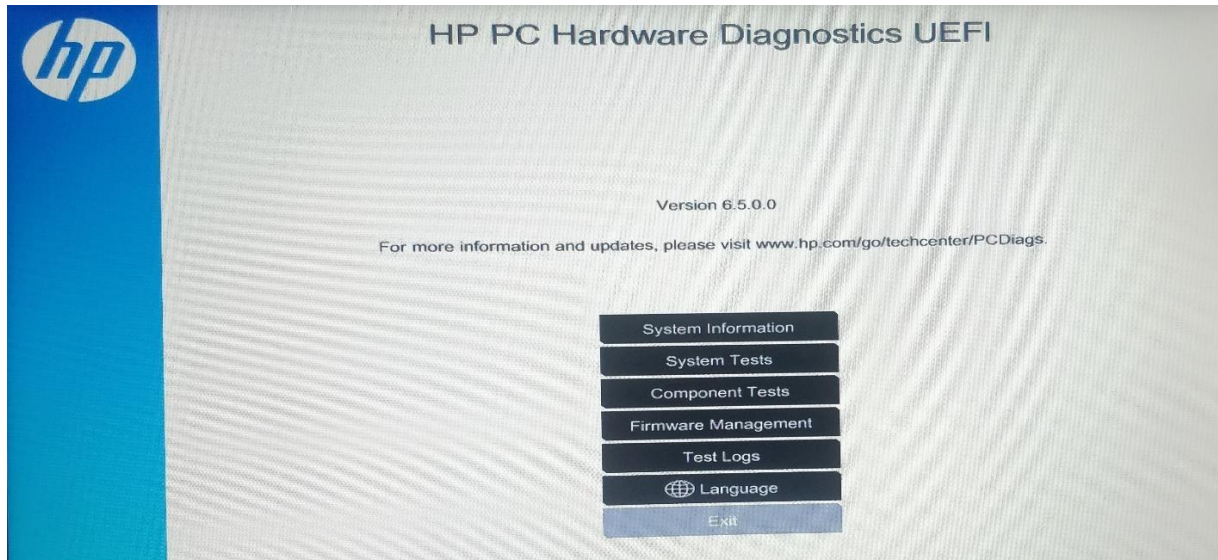 hp
HP PC Hardware Diagnostics UEFI
Version 6.5.0.0
For more information and updates, please visit www.hp.com/go/techcenter/PCDiags.
System Information
System Tests
Component Tests
Firmware Management
Test Logs
Language
Exit